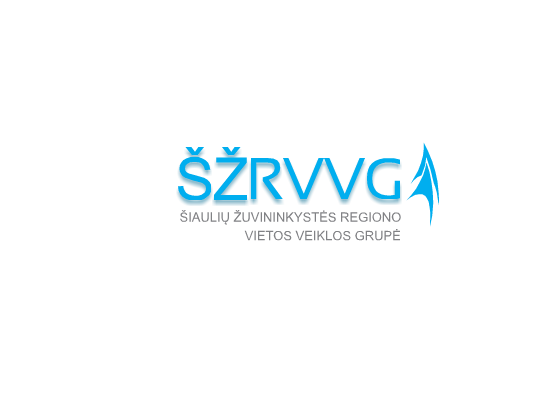 ŠŽRVVG
ŠIAULIŲ ŽUVININKYSTĖS REGIONO
VIETOS VEIKLOS GRUPĖ